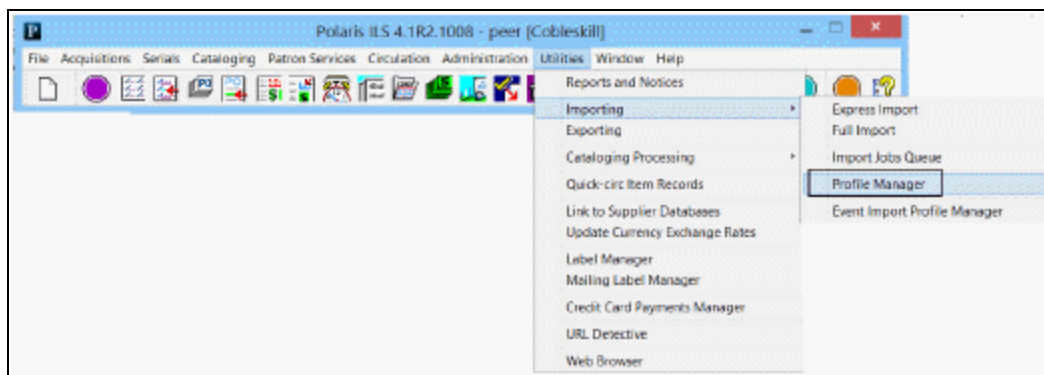 Polaris ILS 4.1R2.1008 - peer [Cobleskill]
File Acquisitions Serials Cataloging Patron Services Circulation Administration Utilities Window Help
Reports and Notices
Importing
Express Import
Exporting
Full Import
Cataloging Processing
Import Jobs Queue
Quick-circ Item Records
Profile Manager
Link to Supplier Databases
Event Import Profile Manager
Update Currency Exchange Rates
Label Manager
Mailing Label Manager
Credit Card Payments Manager
URL Detective
Web Browser